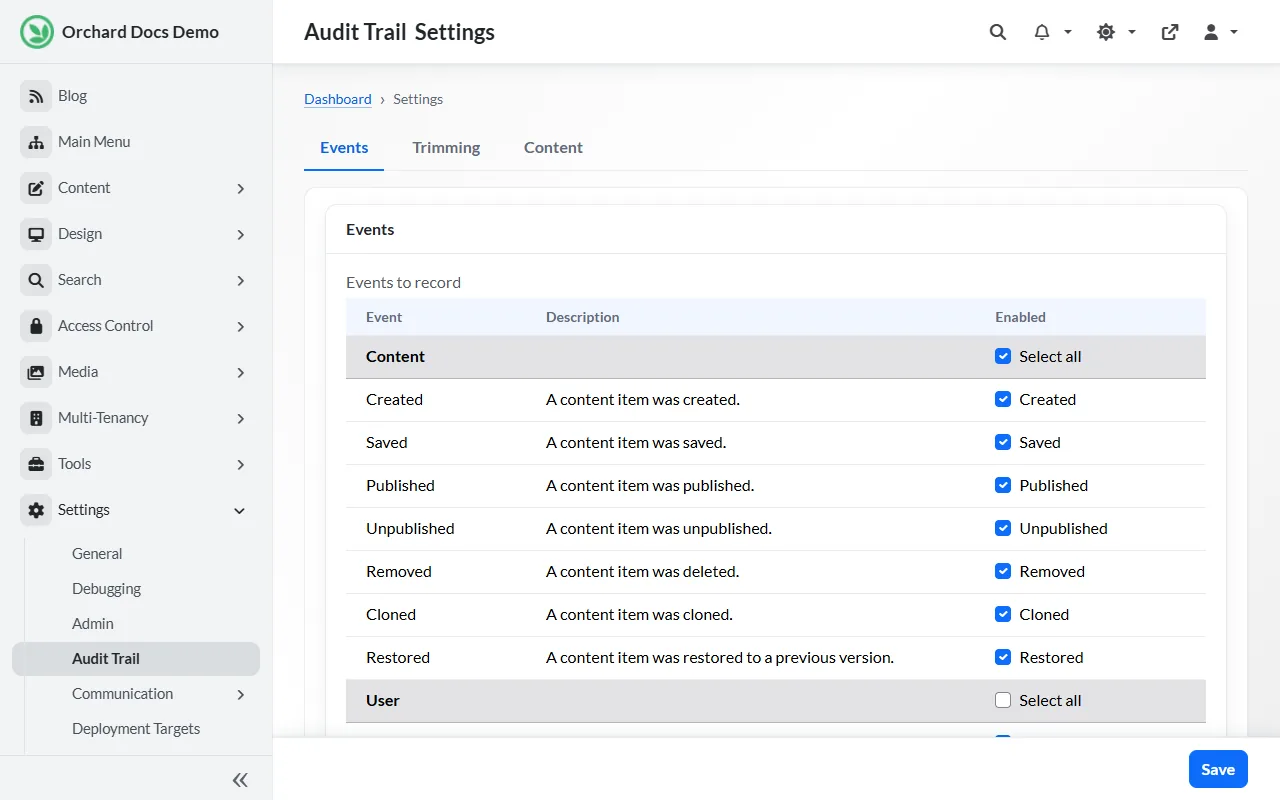 Orchard Docs Demo
Audit Trail Settings
Blog
Main Menu
Content
Design
Search
Access Control
Media
Multi-Tenancy
Tools
Settings
General
Debugging
Admin
Audit Trail
Communication
Deployment Targets
Dashboard › Settings
Events Trimming Content
Events
Events to record
Event Description Enabled
Content Select all
Created A content item was created. Created
Saved A content item was saved. Saved
Published A content item was published. Published
Unpublished A content item was unpublished. Unpublished
Removed A content item was deleted. Removed
Cloned A content item was cloned. Cloned
Restored A content item was restored to a previous version. Restored
User Select all
Save